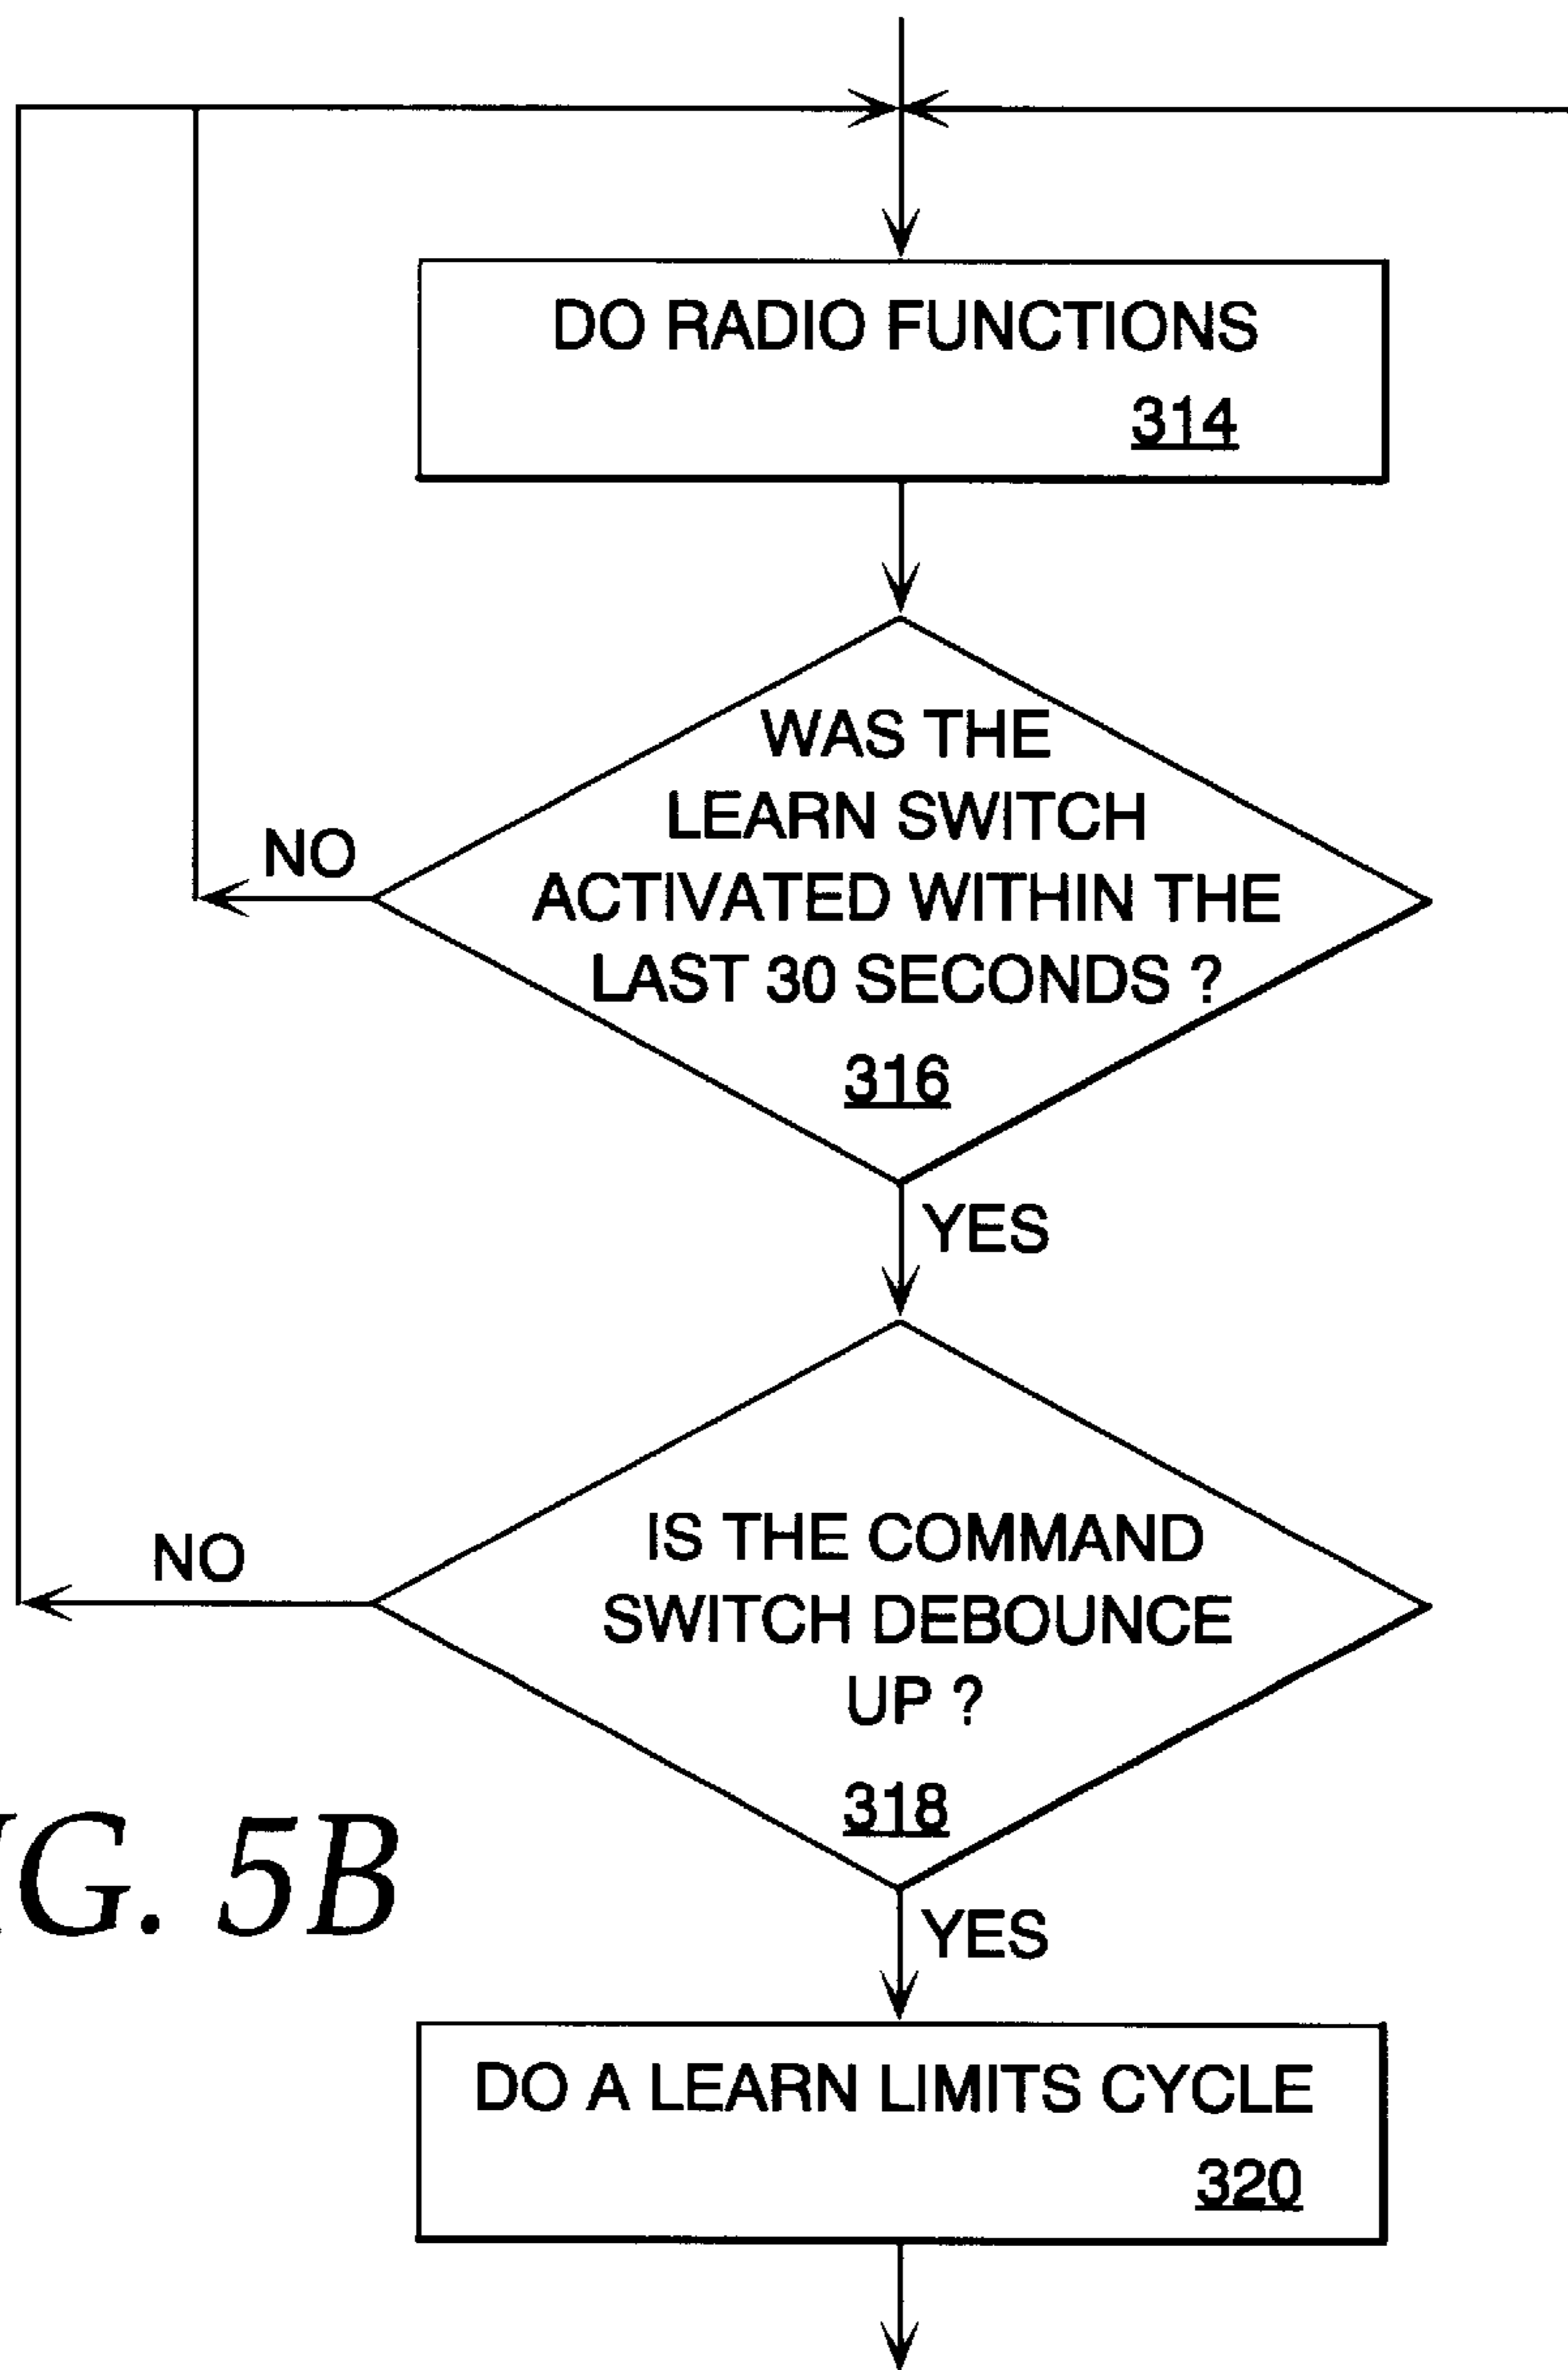 DO RADIO FUNCTIONS
314
WAS THE
LEARN SWITCH
ACTIVATED WITHIN THE
LAST 30 SECONDS ?
316
NO
YES
IS THE COMMAND
SWITCH DEBOUNCE
UP ?
318
NO
YES
G. 5B
DO A LEARN LIMITS CYCLE
320